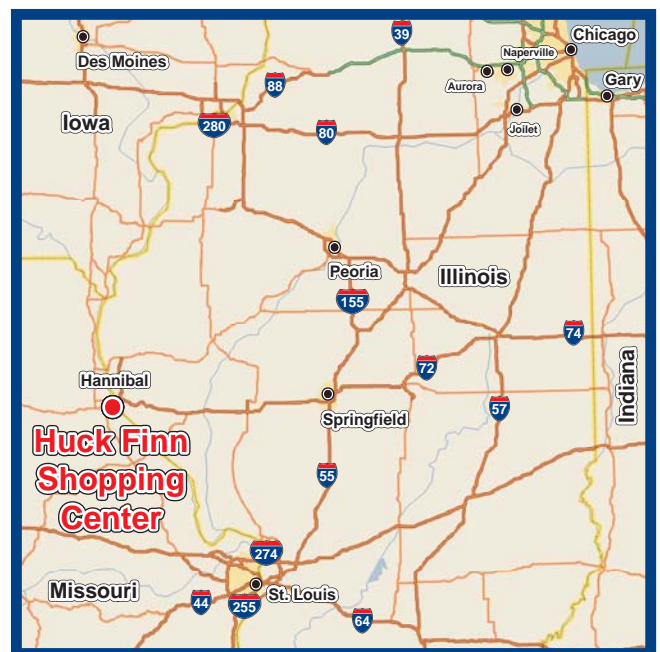 39
Chicago
Naperville
Des Moines
Aurora
Gary
88
Iowa
280
80
Joilet
Peoria
Illinois
155
74
72
Hannibal
Indiana
57
Springfield
Huck Finn
Shopping
Center
55
274
Missouri
St. Louis
44
255
64